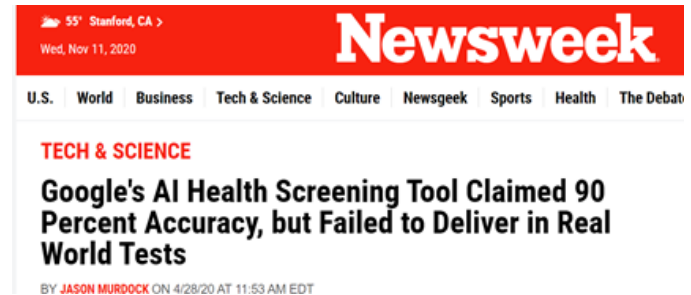 55° Stanford, CA >
Wed, Nov 11, 2020
Newsweek
U.S. World Business Tech & Science Culture Newsgeek Sports Health The Debate
TECH & SCIENCE
Google's AI Health Screening Tool Claimed 90
Percent Accuracy, but Failed to Deliver in Real
World Tests
BY JASON MURDOCK ON 4/28/20 AT 11:53 AM EDT